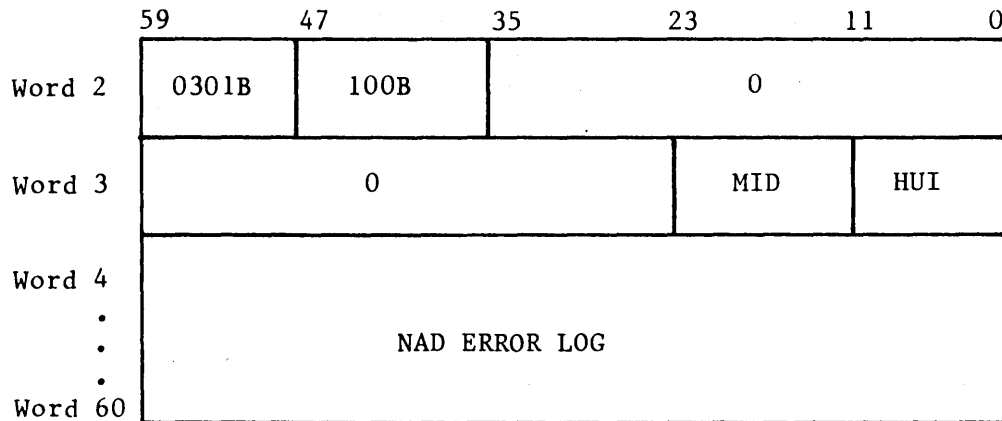 59 47 35 23 11 0
Word 2 0301B 100B 0
Word 3 0 MID HUI
Word 4
NAD ERROR LOG
Word 60